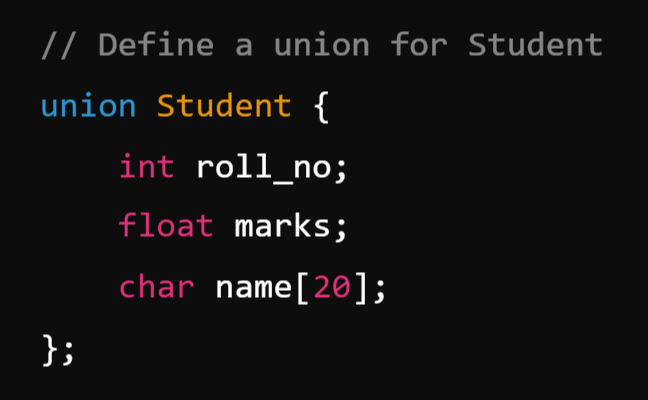 // Define a union for Student
union Student {
    int roll_no;
    float marks;
    char name[20];
};